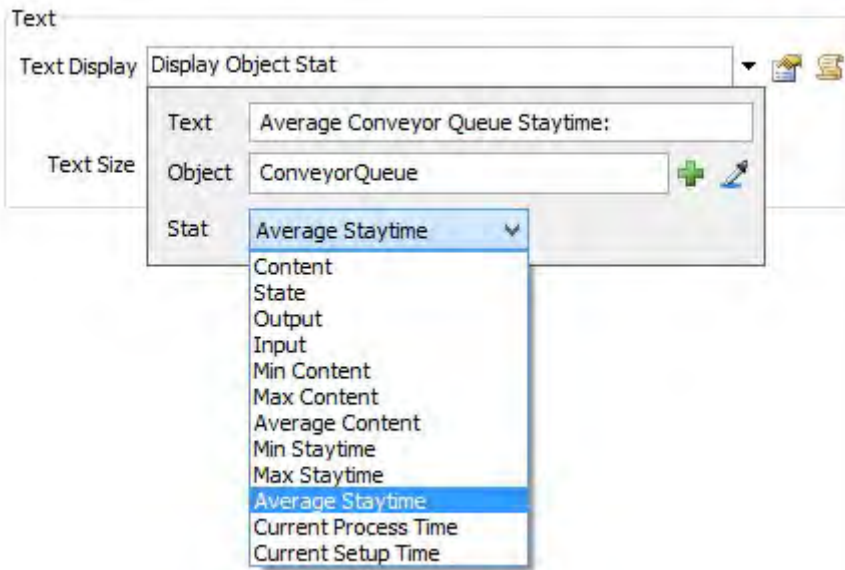 Text
Text Display Display Object Stat
Text Average Conveyor Queue Staytime:
Text Size
Object ConveyorQueue
Stat Average Staytime
Content
State
Output
Input
Min Content
Max Content
Average Content
Min Staytime
Max Staytime
Average Staytime
Current Process Time
Current Setup Time